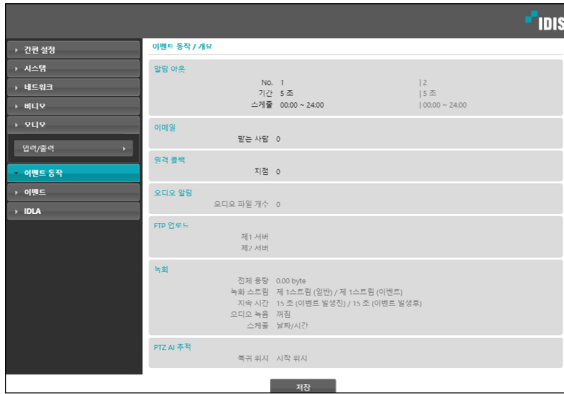 IDIS
간편 설정
시스템
네트워크
비디오
오디오
입력/출력
이벤트 동작
이벤트
IDLA
이벤트 동작 / 개요
알람 아웃
No. 1 | 2
기간 5 초 | 5 초
스케줄 00:00 ~ 24:00 | 00:00 ~ 24:00
이메일
받는 사람 0
원격 콜백
지점 0
오디오 알람
오디오 파일 개수 0
FTP 업로드
제1 서버
제2 서버
녹화
전체 용량 0.00 byte
녹화 스트림 제 1스트림 (일반) / 제 1스트림 (이벤트)
지속 시간 15 초 (이벤트 발생전) / 15 초 (이벤트 발생후)
오디오 녹음 꺼짐
스케줄 날짜/시간
PTZ AI 추적
복귀 위치 시작 위치
저장